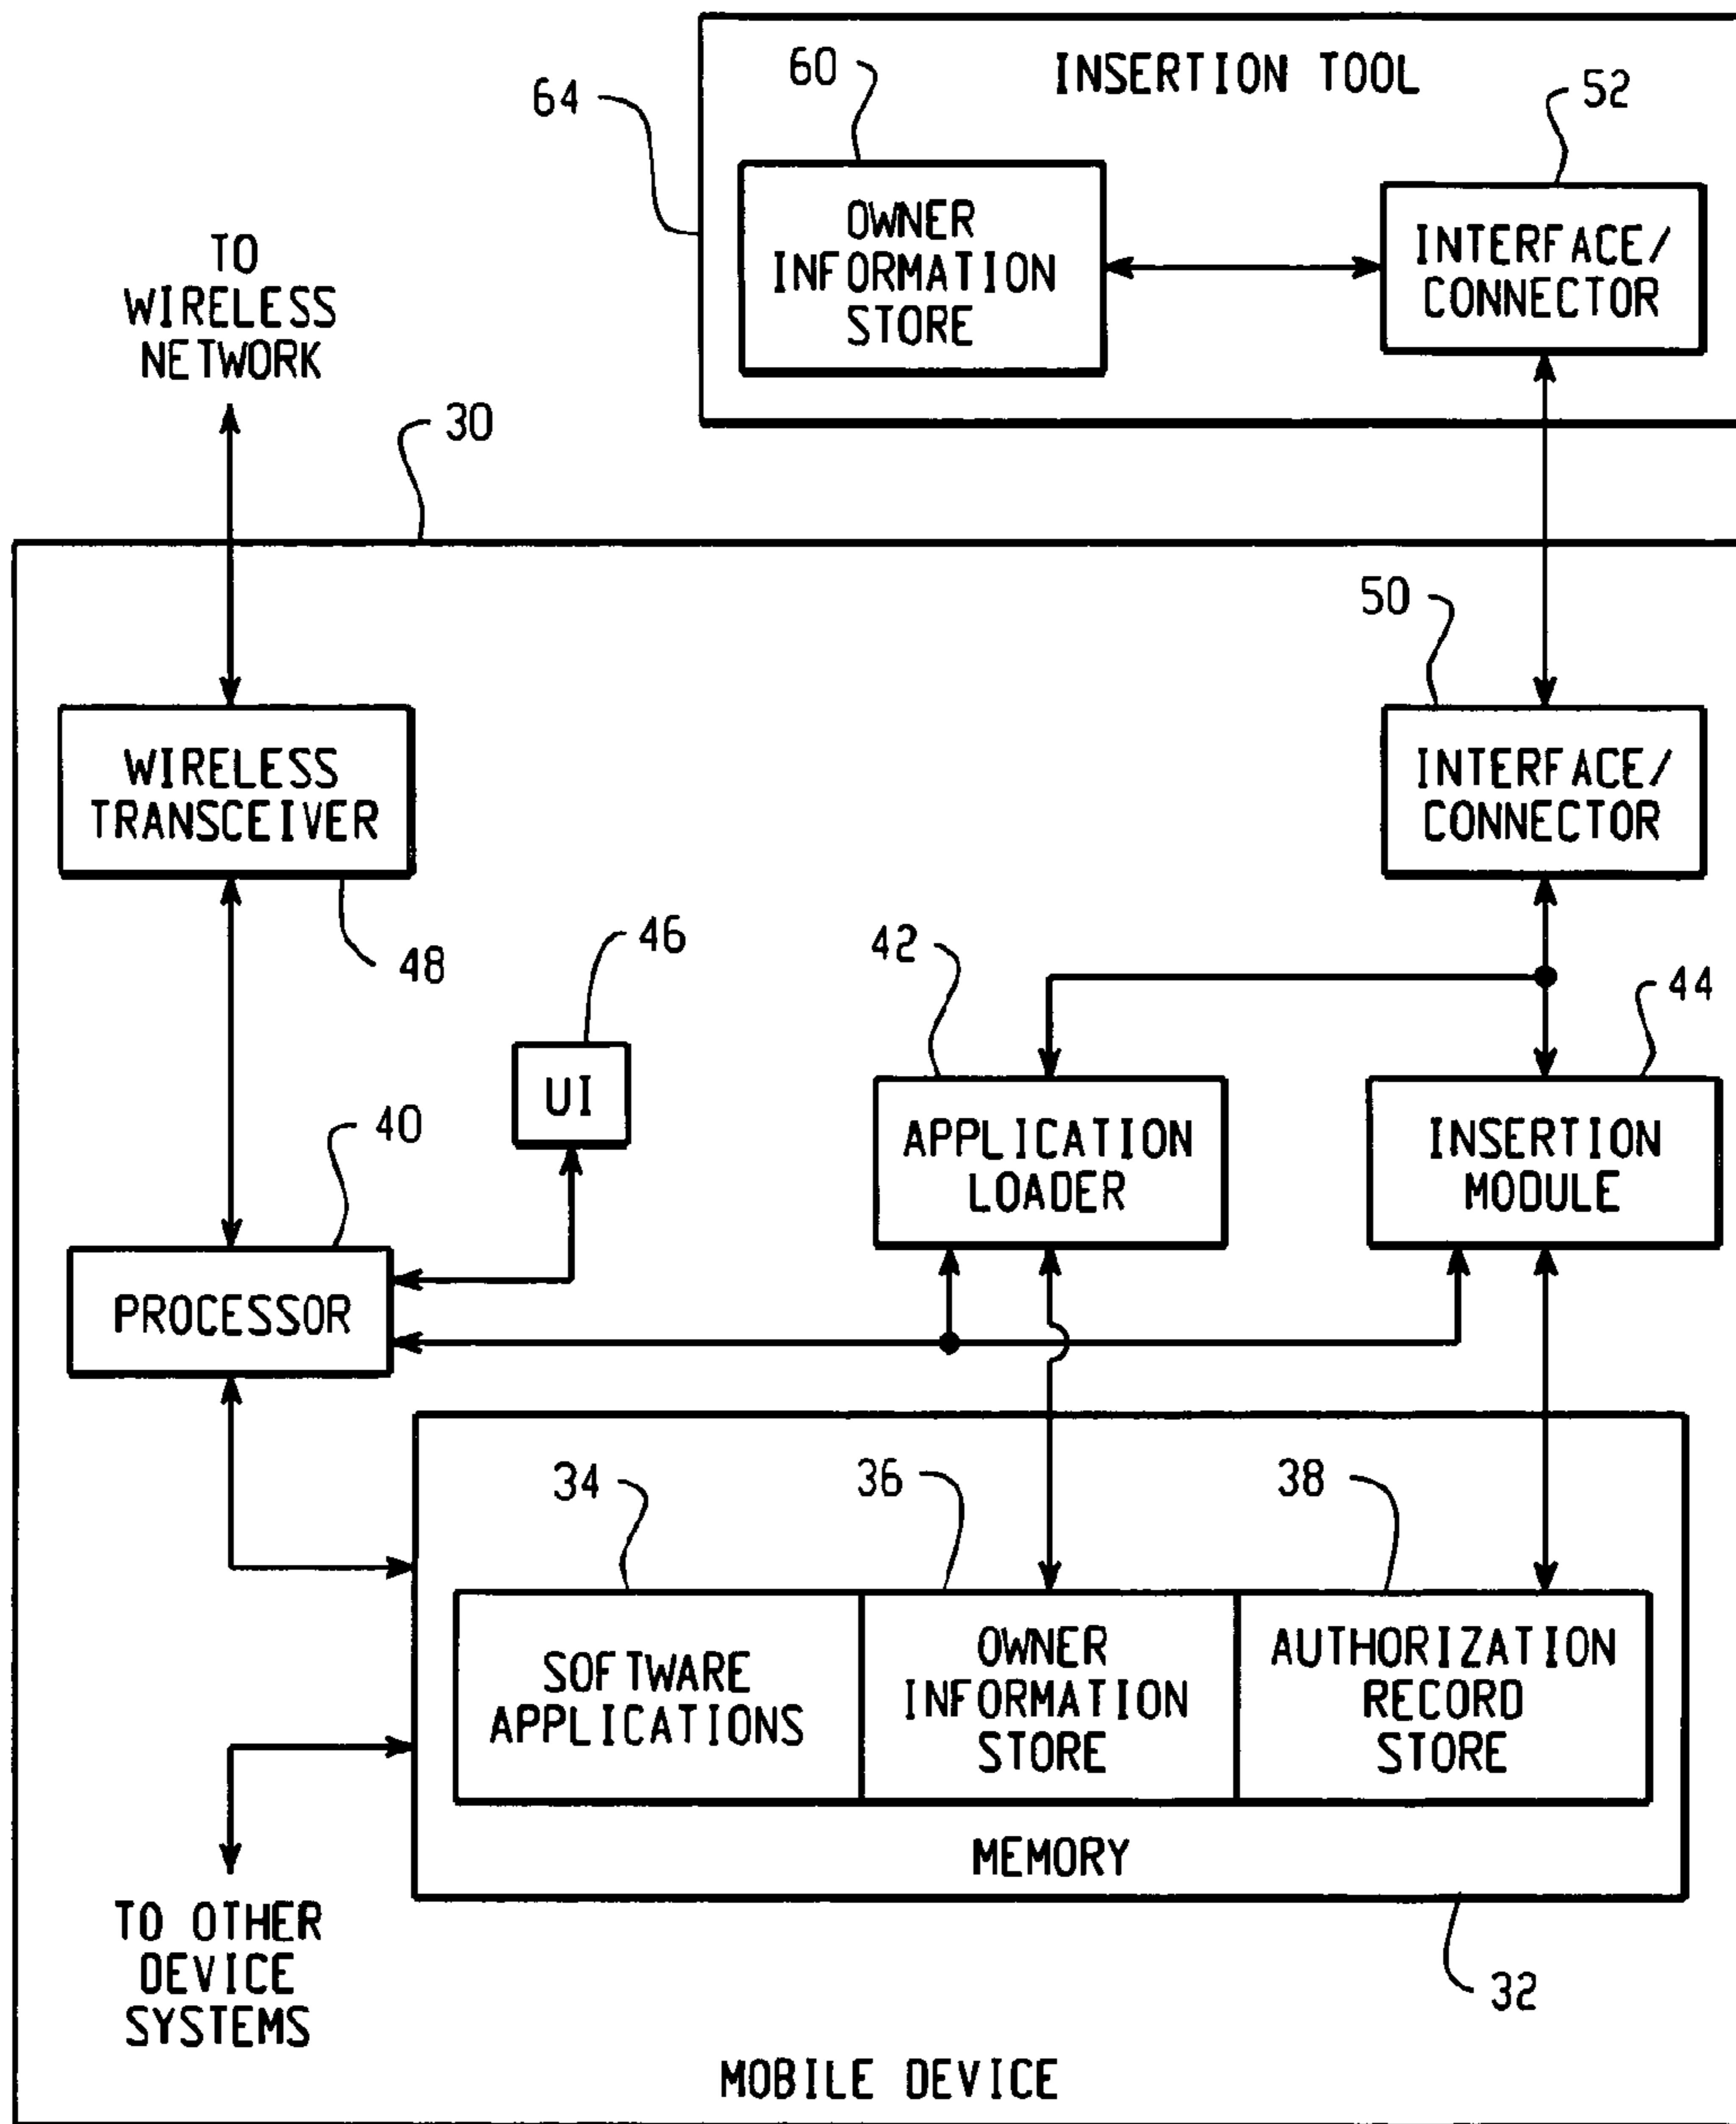 INSERTION TOOL
60
64
52
OWNER
INFORMATION
STORE
INTERFACE/
CONNECTOR
TO
WIRELESS
NETWORK
30
50
WIRELESS
TRANSCEIVER
INTERFACE/
CONNECTOR
48
46
42
44
UI
40
APPLICATION
LOADER
INSERTION
MODULE
PROCESSOR
34
36
38
SOFTWARE
APPLICATIONS
OWNER
INFORMATION
STORE
AUTHORIZATION
RECORD
STORE
MEMORY
32
TO OTHER
DEVICE
SYSTEMS
MOBILE DEVICE